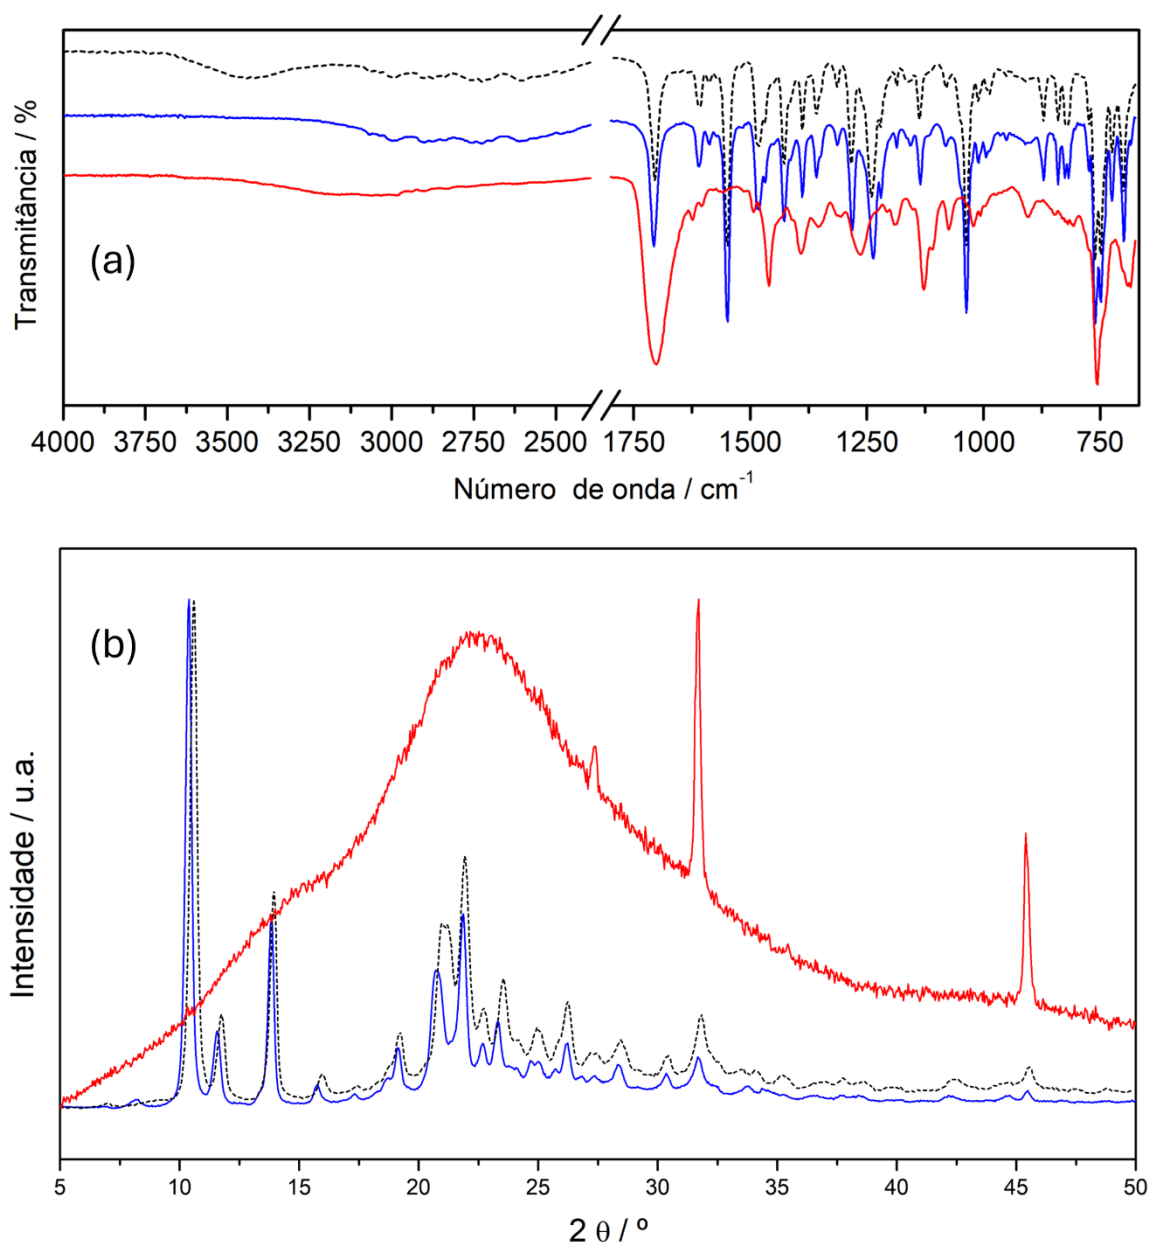 Transmitância / %
(a)
4000 3750 3500 3250 3000 2750 2500 1750 1500 1250 1000 750
Número de onda / cm⁻¹
Intensidade / u.a.
(b)
5 10 15 20 25 30 35 40 45 50
2 θ / º